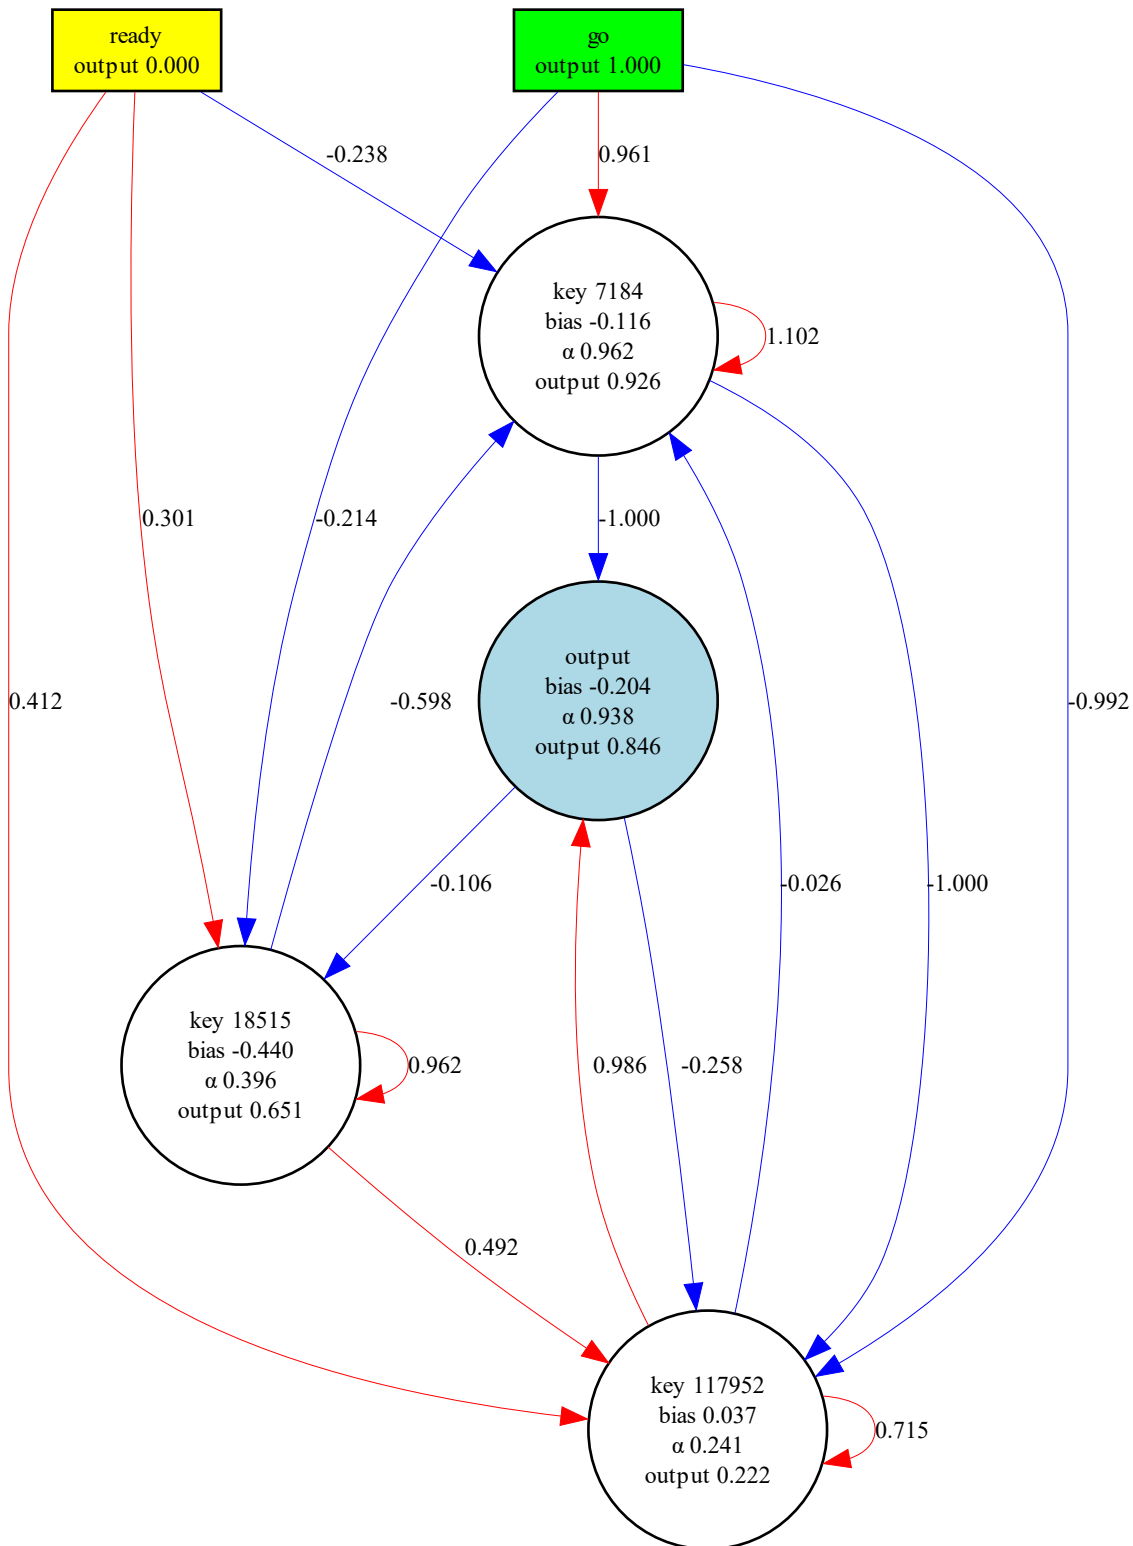 ready
output 0.000
go
output 1.000
-0.238
0.961
key 7184
bias -0.116
α 0.962
output 0.926
1.102
0.301
-0.214
-1.000
output
bias -0.204
α 0.938
output 0.846
0.412
-0.598
-0.992
-0.106
-0.026
-1.000
key 18515
bias -0.440
α 0.396
output 0.651
0.962
0.986
-0.258
0.492
key 117952
bias 0.037
α 0.241
output 0.222
0.715